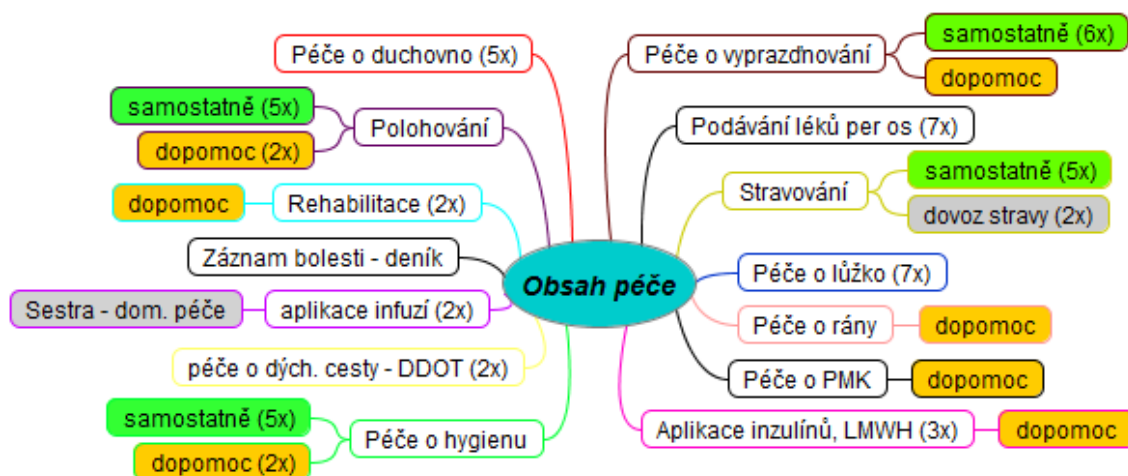 Obsah péče
Péče o duchovno (5x)
Polohování
samostatně (5x)
dopomoc (2x)
Rehabilitace (2x)
dopomoc
Záznam bolesti - deník
aplikace infuzí (2x)
Sestra - dom. péče
péče o dých. cesty - DDOT (2x)
Péče o hygienu
samostatně (5x)
dopomoc (2x)
Péče o vyprazdňování
samostatně (6x)
dopomoc
Podávání léků per os (7x)
Stravování
samostatně (5x)
dovoz stravy (2x)
Péče o lůžko (7x)
Péče o rány
dopomoc
Péče o PMK
dopomoc
Aplikace inzulínů, LMWH (3x)
dopomoc